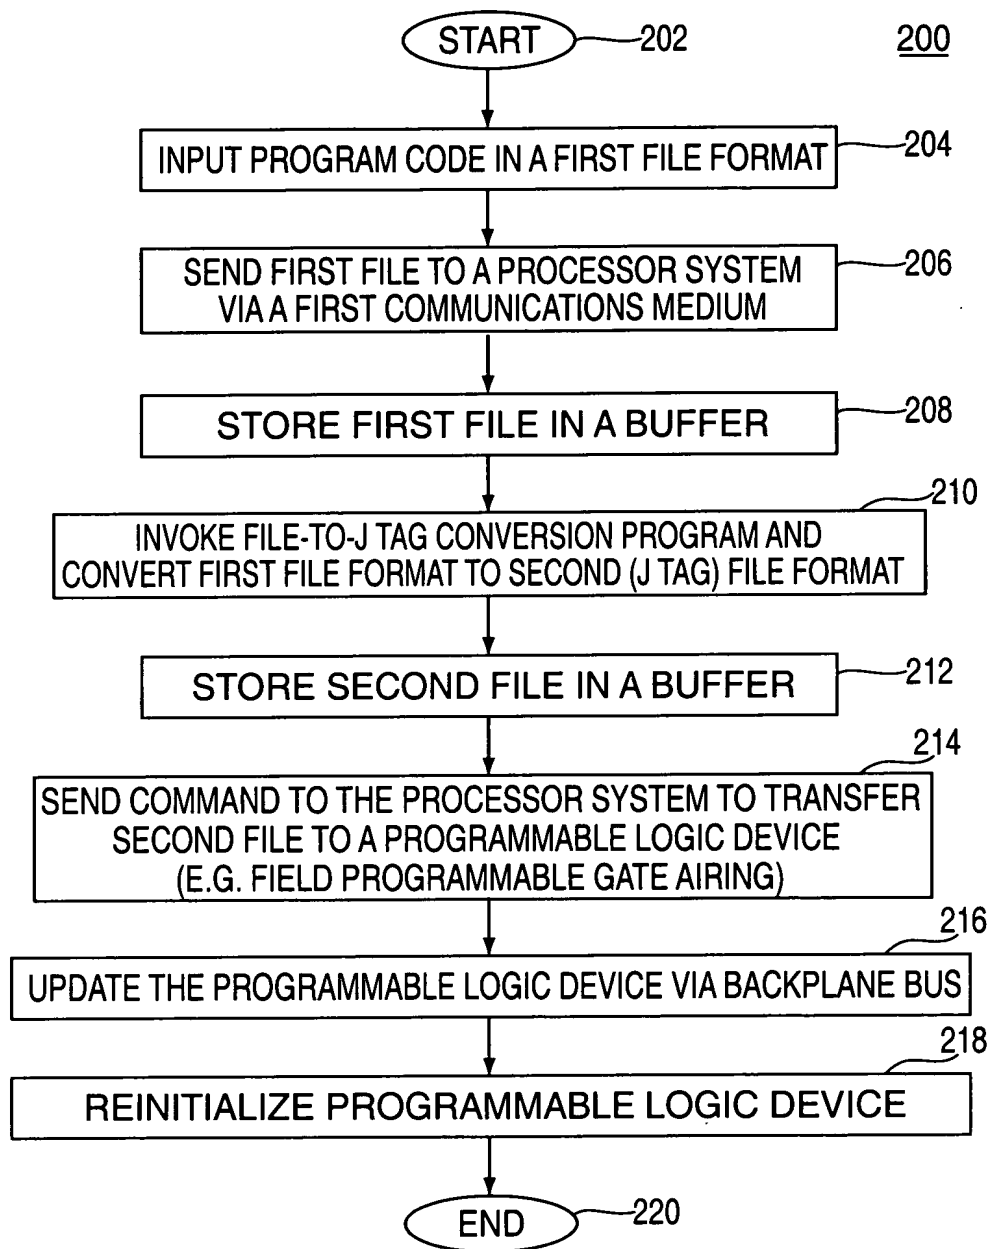 START
202
200
INPUT PROGRAM CODE IN A FIRST FILE FORMAT
204
SEND FIRST FILE TO A PROCESSOR SYSTEM
VIA A FIRST COMMUNICATIONS MEDIUM
206
STORE FIRST FILE IN A BUFFER
208
210
INVOKE FILE-TO-J TAG CONVERSION PROGRAM AND
CONVERT FIRST FILE FORMAT TO SECOND (J TAG) FILE FORMAT
STORE SECOND FILE IN A BUFFER
212
214
SEND COMMAND TO THE PROCESSOR SYSTEM TO TRANSFER
SECOND FILE TO A PROGRAMMABLE LOGIC DEVICE
(E.G. FIELD PROGRAMMABLE GATE AIRING)
216
UPDATE THE PROGRAMMABLE LOGIC DEVICE VIA BACKPLANE BUS
218
REINITIALIZE PROGRAMMABLE LOGIC DEVICE
END
220